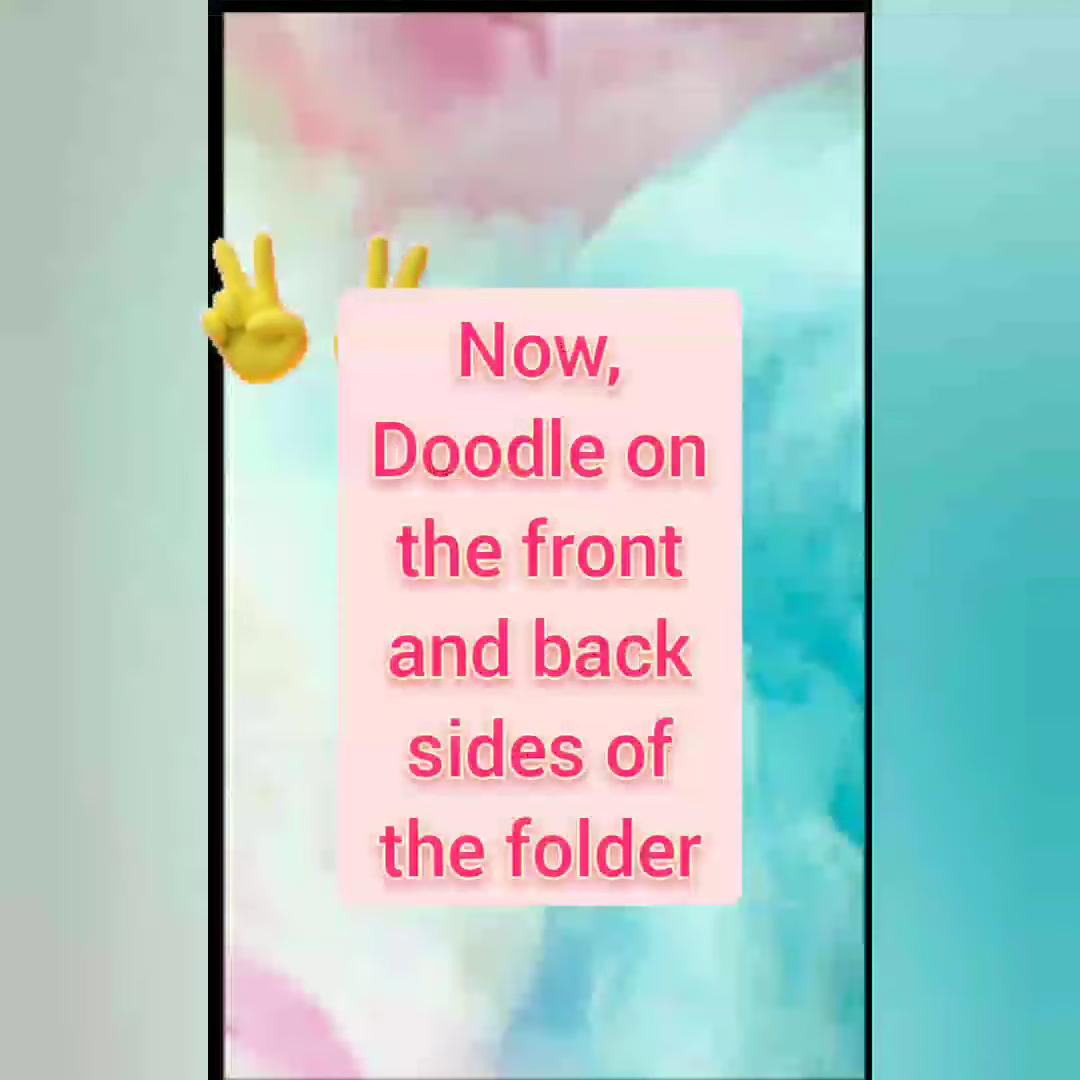 Now,
Doodle on
the front
and back
sides of
the folder